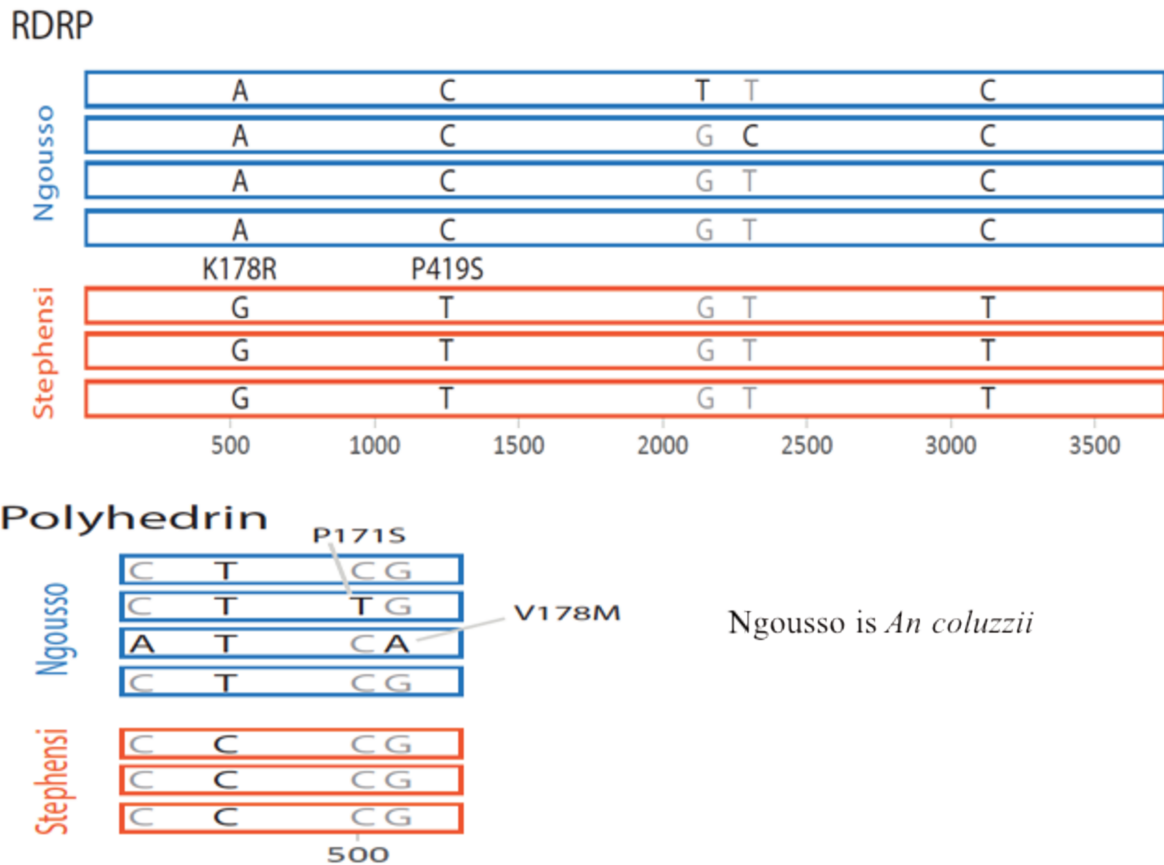 RDRP
Ngousso
A C T T C
A C G C C
A C G T C
A C G T C
K178R P419S
Stephensi
G T G T T
G T G T T
G T G T T
500 1000 1500 2000 2500 3000 3500
Polyhedrin
P171S
Ngousso
C T C G
C T T G
V178M
A T C A
C T C G
Ngousso is An coluzzii
Stephensi
C C C G
C C C G
C C C G
500